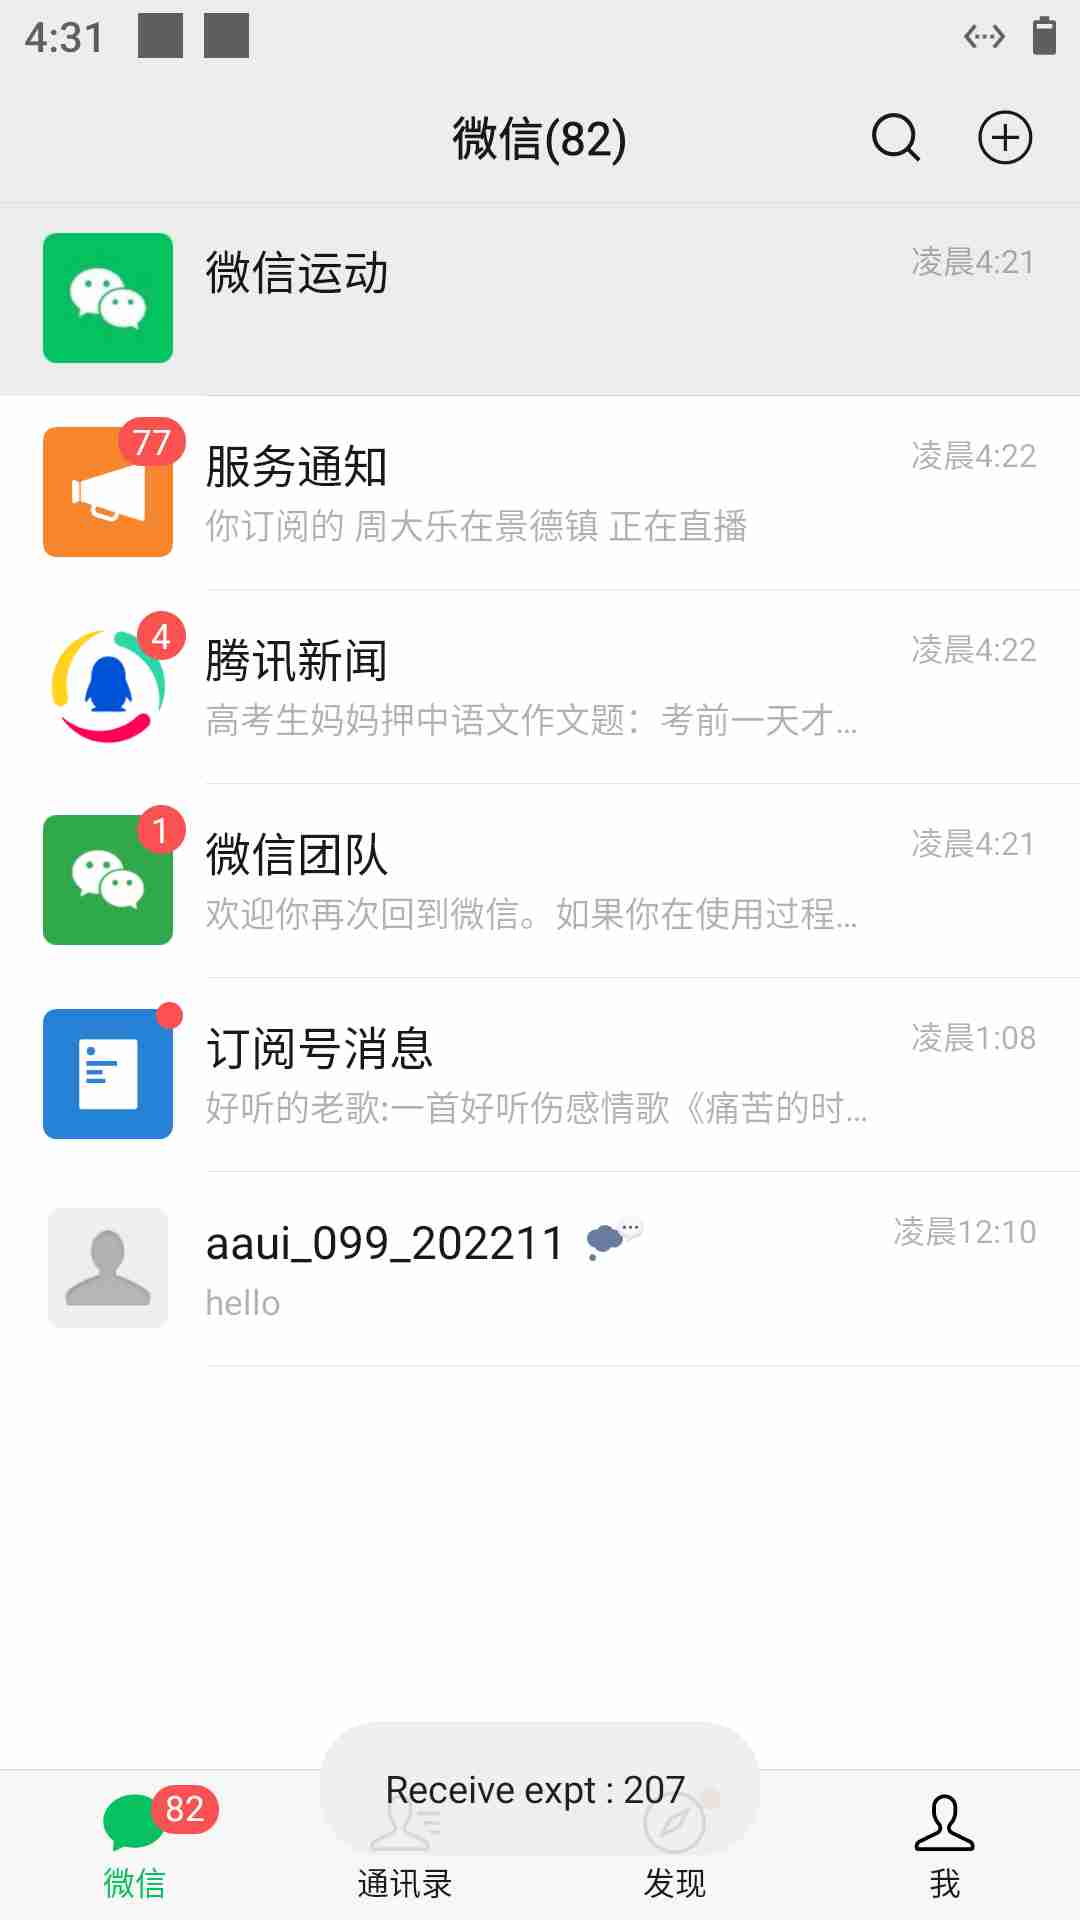 4:31
微信(82)
微信运动
凌晨4:21
77
服务通知
凌晨4:22
你订阅的 周大乐在景德镇 正在直播
4
腾讯新闻
凌晨4:22
高考生妈妈押中语文作文题：考前一天才...
1
微信团队
凌晨4:21
欢迎你再次回到微信。如果你在使用过程...
订阅号消息
凌晨1:08
好听的老歌:一首好听伤感情歌《痛苦的时...
aaui_099_202211
凌晨12:10
hello
Receive expt : 207
82
微信
通讯录
发现
我